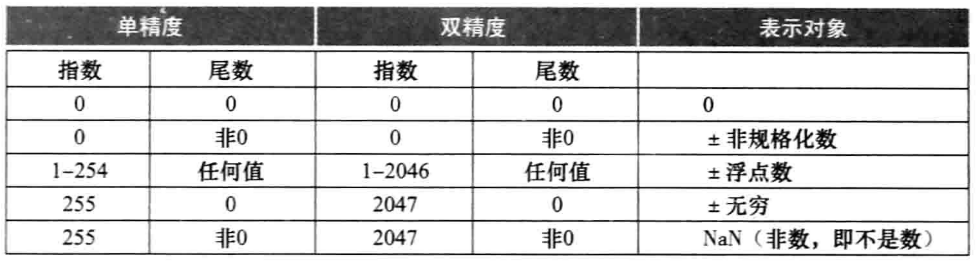 单精度 双精度 表示对象
指数 尾数 指数 尾数
0 0 0 0 0
0 非0 0 非0 ±非规格化数
1-254 任何值 1-2046 任何值 ±浮点数
255 0 2047 0 ±无穷
255 非0 2047 非0 NaN（非数，即不是数）